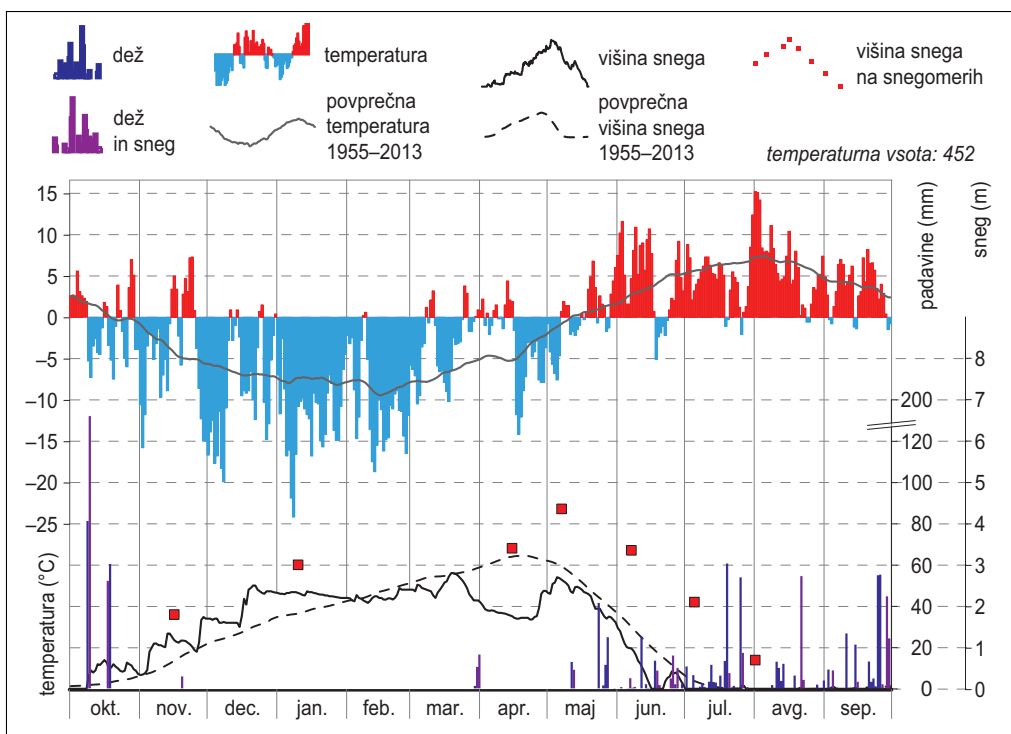 dež
temperatura
višina snega
višina snega
na snegomerih
dež
in sneg
povprečna
temperatura
1955–2013
povprečna
višina snega
1955–2013
temperaturna vsota: 452
15
10
5
0
–5
–10
–15
–20
–25
temperatura (°C)
padavine (mm)
200
120
100
80
60
40
20
0
sneg (m)
8
7
6
5
4
3
2
1
0
okt. nov. dec. jan. feb. mar. apr. maj jun. jul. avg. sep.